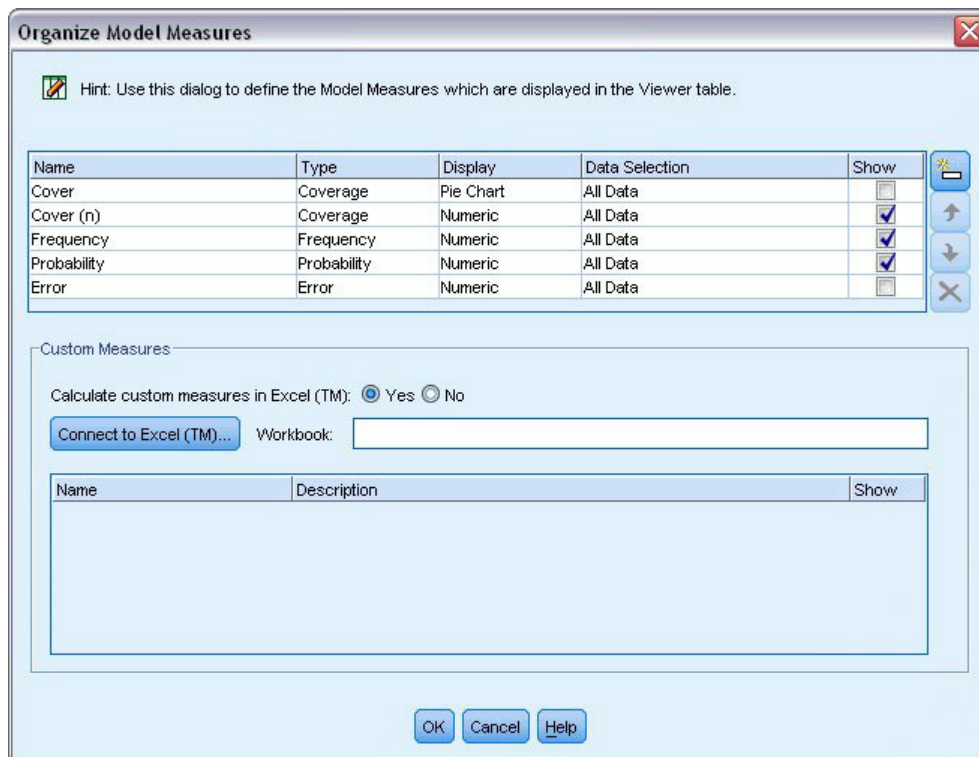 Organize Model Measures
Hint: Use this dialog to define the Model Measures which are displayed in the Viewer table.
Name Type Display Data Selection Show
Cover Coverage Pie Chart All Data
Cover (n) Coverage Numeric All Data
Frequency Frequency Numeric All Data
Probability Probability Numeric All Data
Error Error Numeric All Data
Custom Measures
Calculate custom measures in Excel (TM): Yes No
Connect to Excel (TM)... Workbook:
Name Description Show
OK Cancel Help